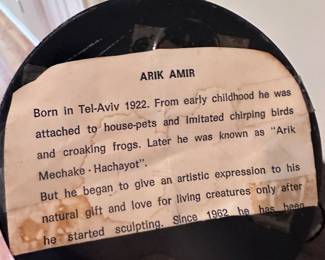 ARIK AMIR
Born in Tel-Aviv 1922. From early childhood he was
attached to house-pets and Imitated chirping birds
and croaking frogs. Later he was known as "Arik
Mechake - Hachayot".
But he began to give an artistic expression to his
natural gift and love for living creatures only after
he started sculpting. Since 1962 he has been